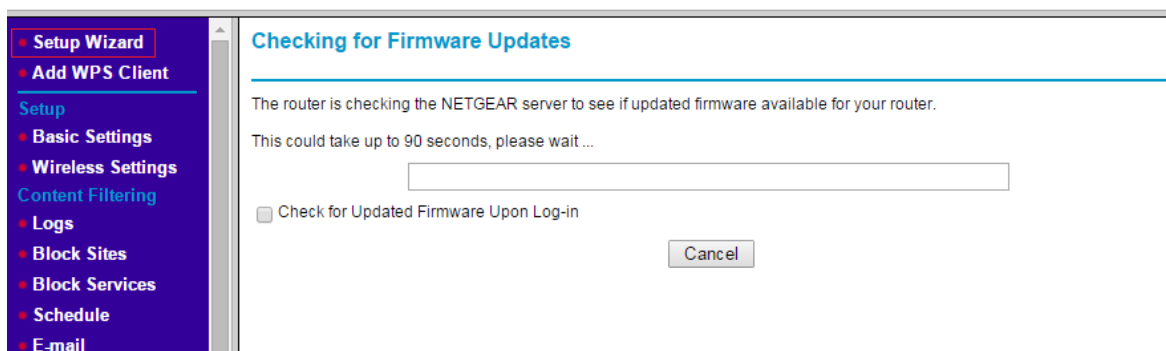 Setup Wizard
Add WPS Client
Setup
Basic Settings
Wireless Settings
Content Filtering
Logs
Block Sites
Block Services
Schedule
E-mail
Checking for Firmware Updates
The router is checking the NETGEAR server to see if updated firmware available for your router.
This could take up to 90 seconds, please wait ...
Check for Updated Firmware Upon Log-in
Cancel